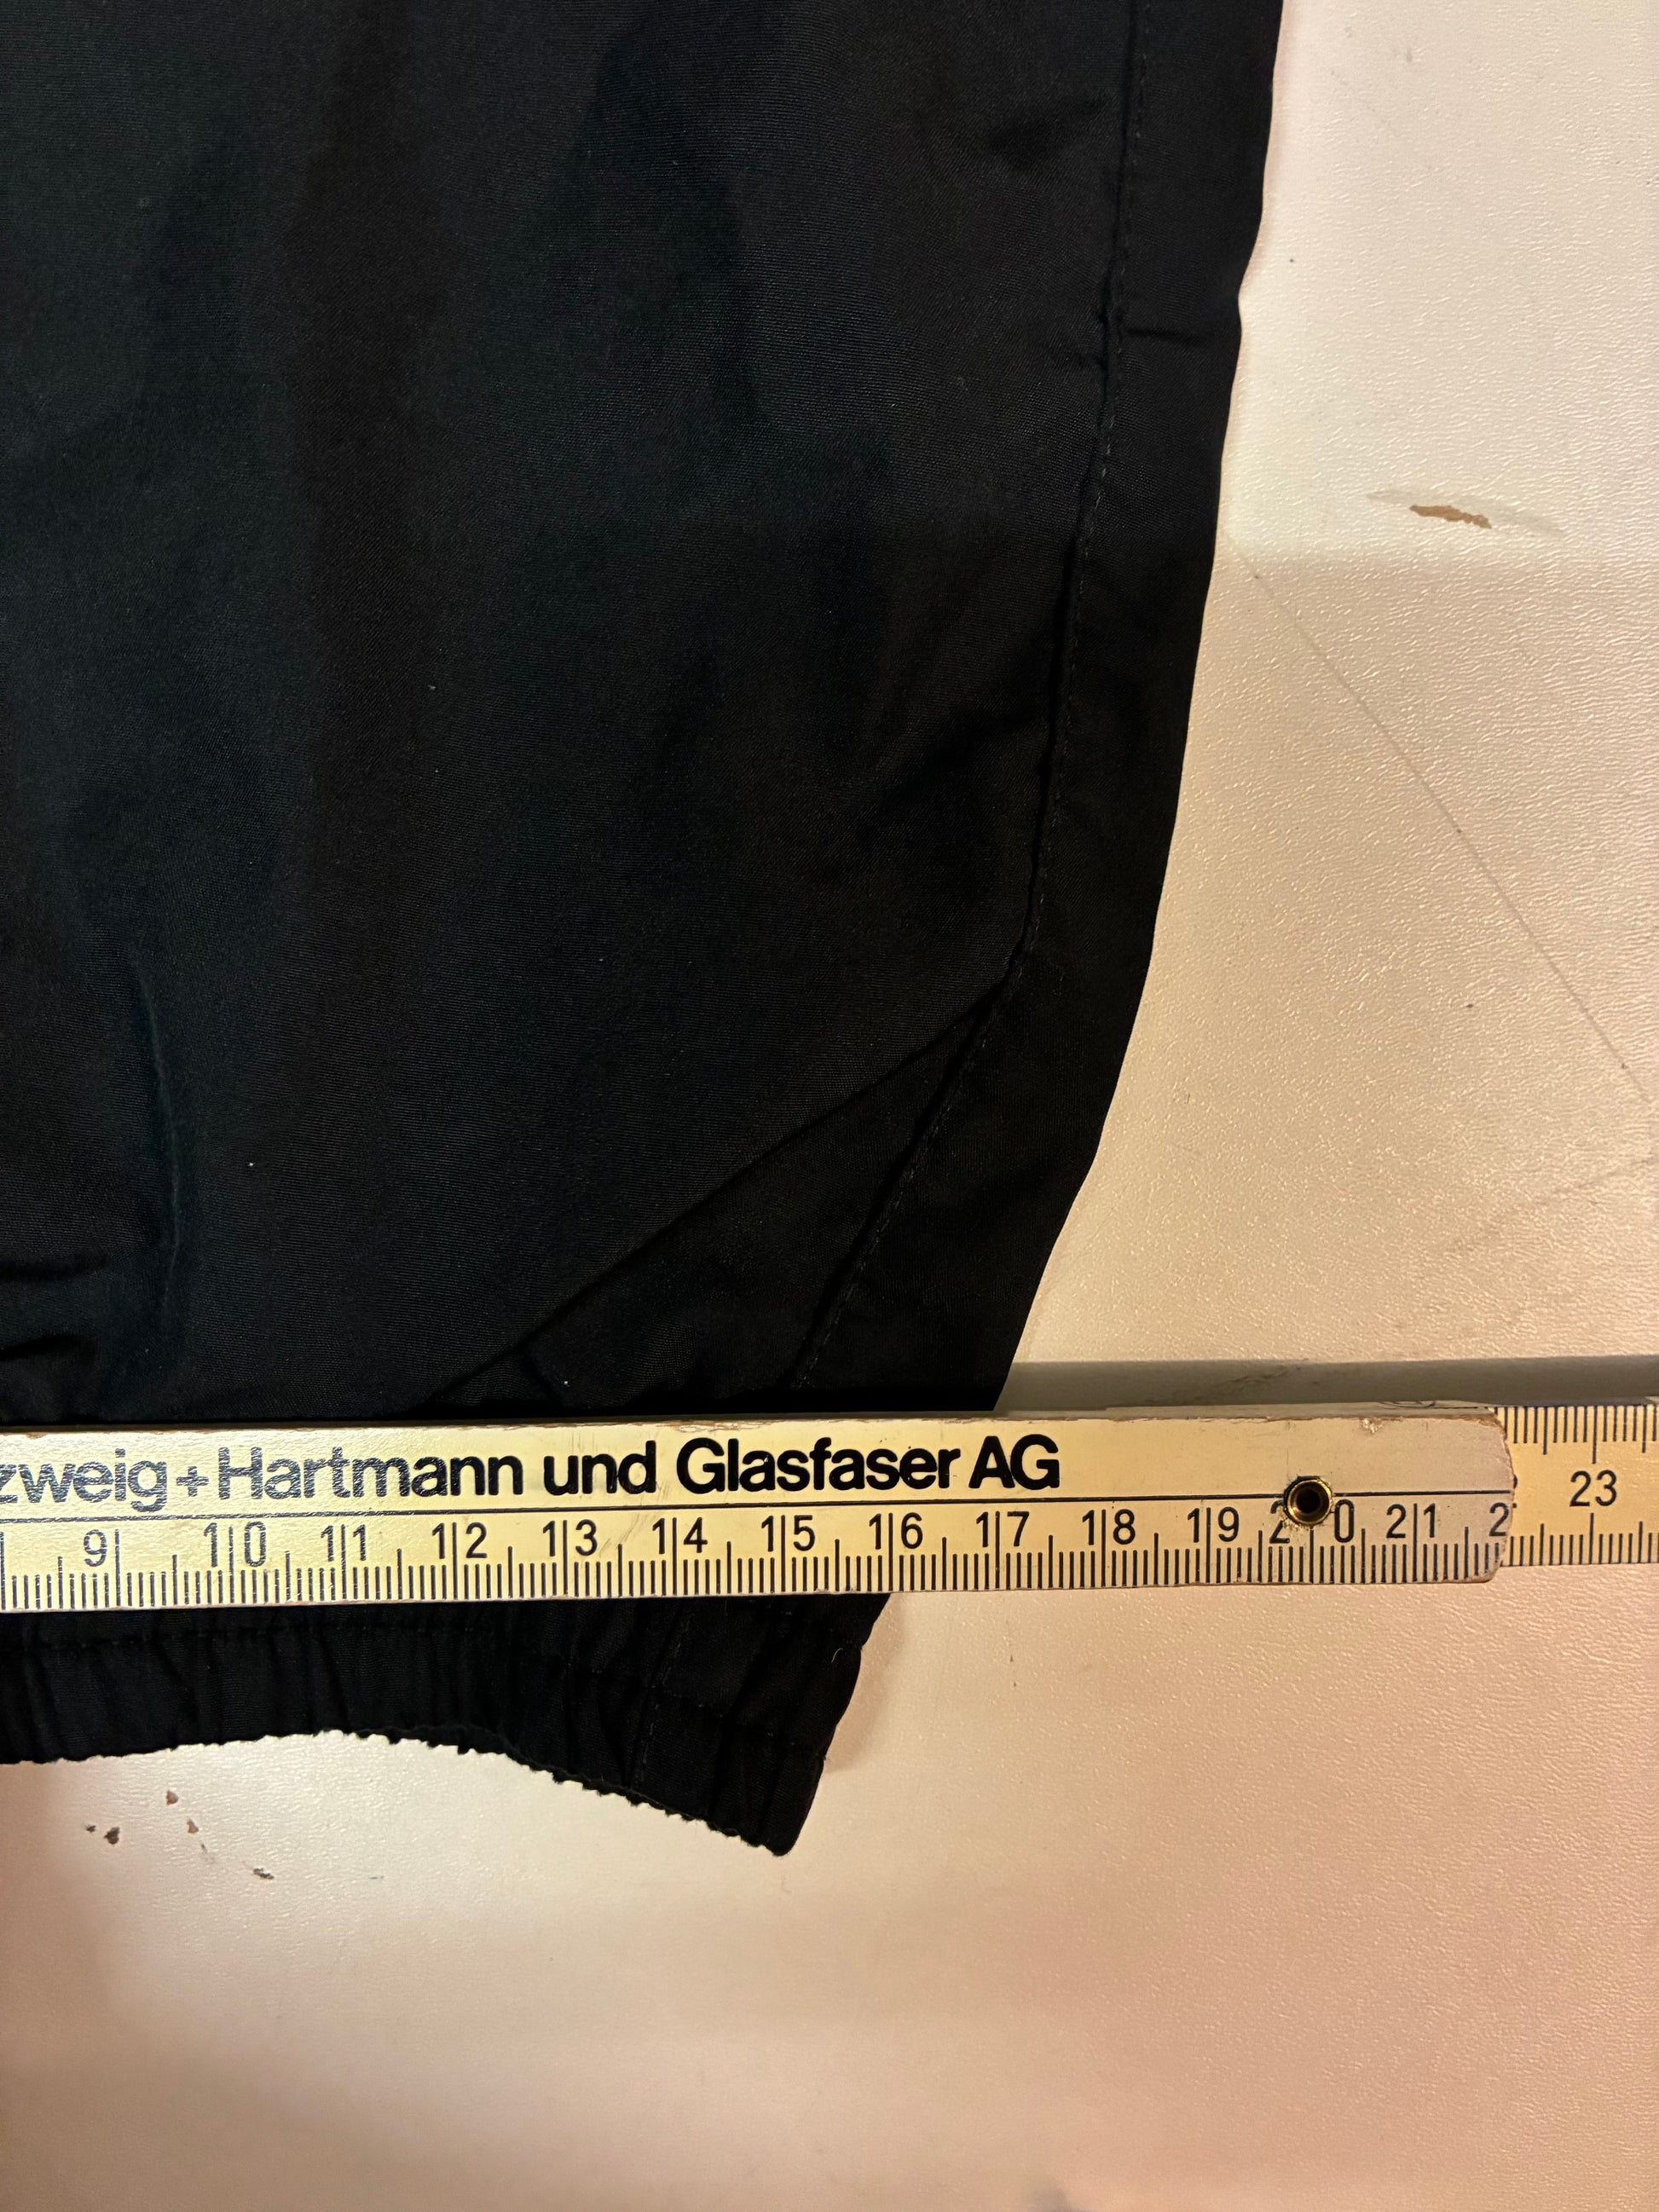 zweig+Hartmann und Glasfaser AG
9 10 11 12 13 14 15 16 17 18 19 20 21 2 23